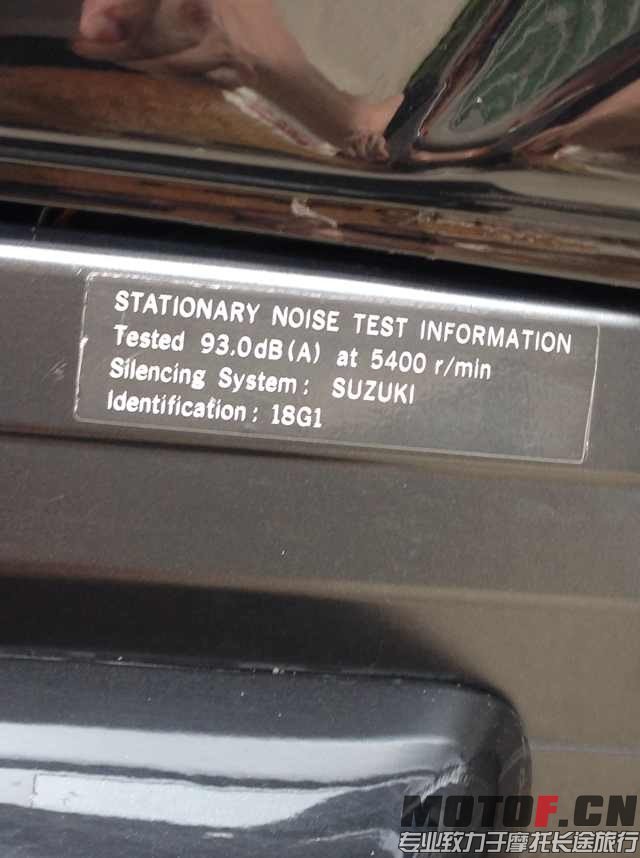 STATIONARY NOISE TEST INFORMATION
Tested 93.0dB(A) at 5400 r/min
Silencing System: SUZUKI
Identification: 18G1
MOTOF.CN
专业致力于摩托长途旅行